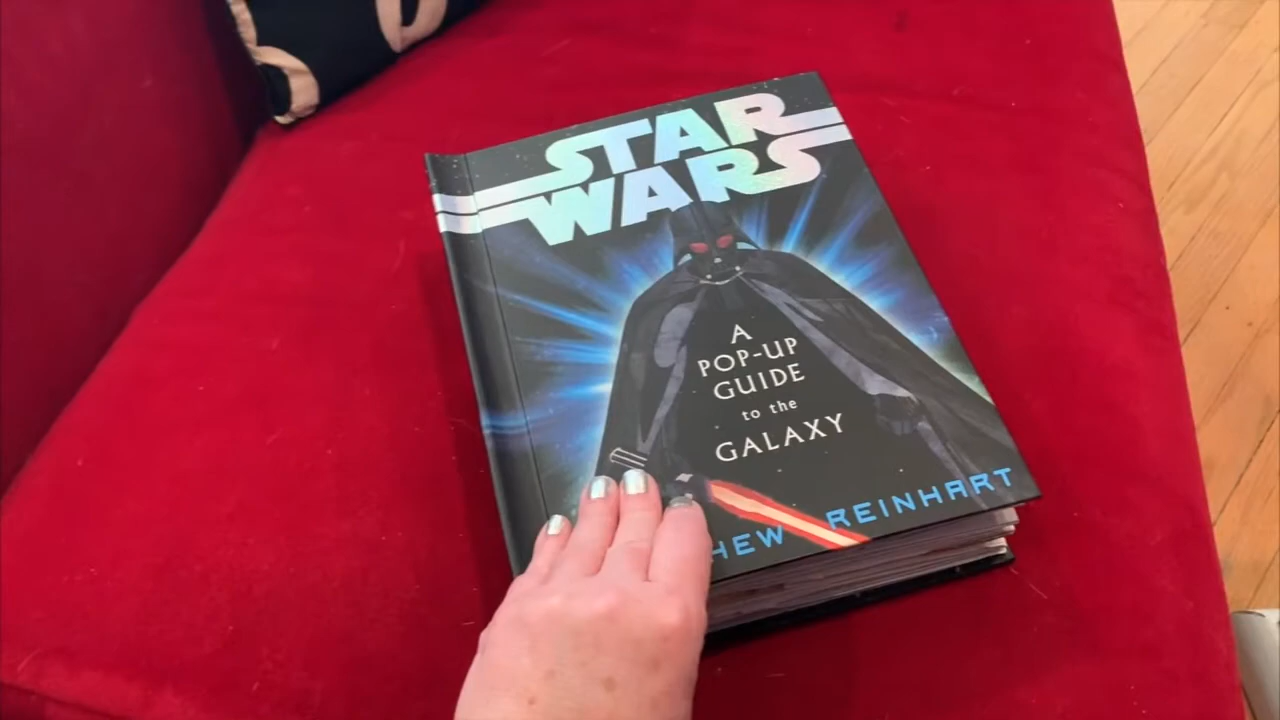 STAR
WARS
A
POP-UP
GUIDE
to the
GALAXY
HEW REINHART